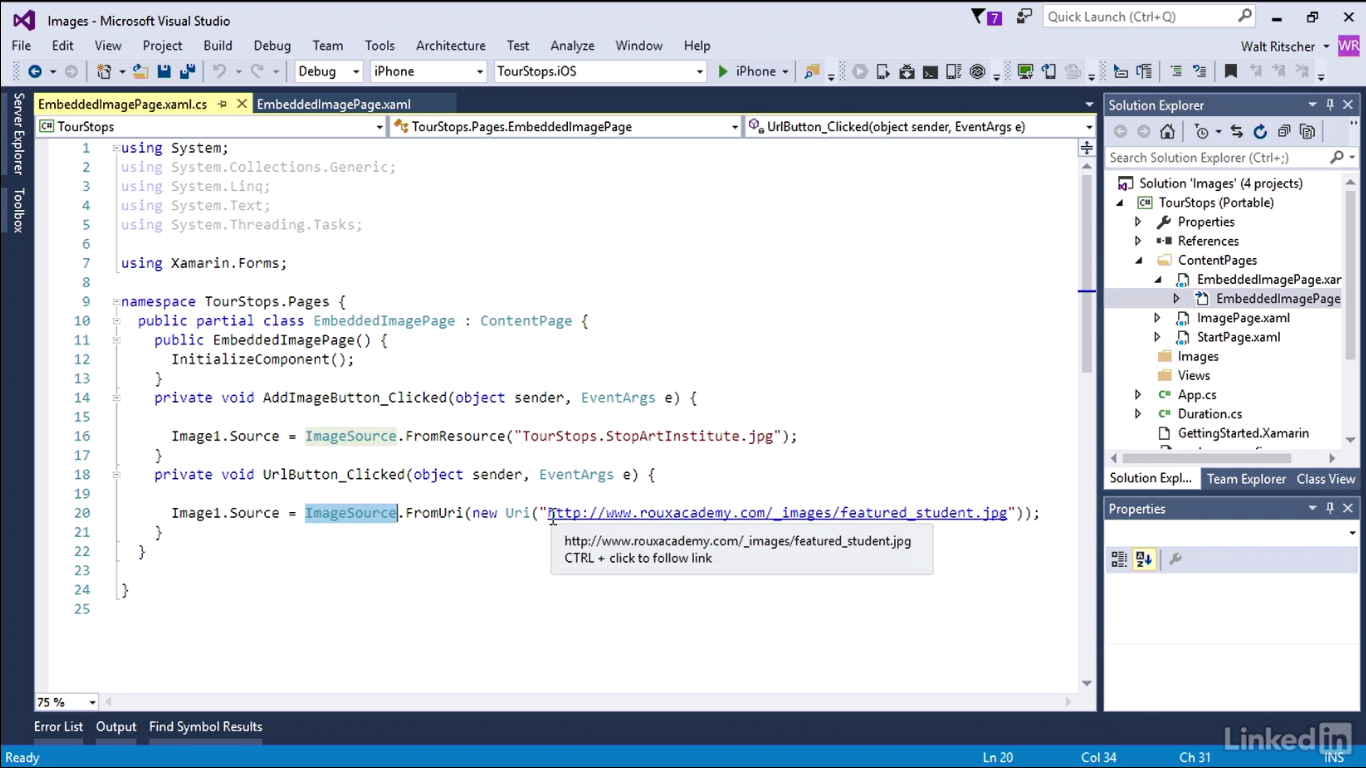 Images - Microsoft Visual Studio
7
Quick Launch (Ctrl+Q)
File Edit View Project Build Debug Team Tools Architecture Test Analyze Window Help
Walt Ritscher
WR
Debug
iPhone
TourStops.iOS
iPhone
Server Explorer
Toolbox
EmbeddedImagePage.xaml.cs
EmbeddedImagePage.xaml
TourStops
TourStops.Pages.EmbeddedImagePage
UrlButton_Clicked(object sender, EventArgs e)
1 using System;
2 using System.Collections.Generic;
3 using System.Linq;
4 using System.Text;
5 using System.Threading.Tasks;
6
7 using Xamarin.Forms;
8
9 namespace TourStops.Pages {
10 public partial class EmbeddedImagePage : ContentPage {
11 public EmbeddedImagePage() {
12 InitializeComponent();
13 }
14 private void AddImageButton_Clicked(object sender, EventArgs e) {
15
16 Image1.Source = ImageSource.FromResource("TourStops.StopArtInstitute.jpg");
17 }
18 private void UrlButton_Clicked(object sender, EventArgs e) {
19
20 Image1.Source = ImageSource.FromUri(new Uri("http://www.rouxacademy.com/_images/featured_student.jpg"));
21 }
22 }
23
24 }
25
http://www.rouxacademy.com/_images/featured_student.jpg
CTRL + click to follow link
75 %
Solution Explorer
Search Solution Explorer (Ctrl+;)
Solution 'Images' (4 projects)
TourStops (Portable)
Properties
References
ContentPages
EmbeddedImagePage.xar
EmbeddedImagePage
ImagePage.xaml
StartPage.xaml
Images
Views
App.cs
Duration.cs
GettingStarted.Xamarin
Solution Expl... Team Explorer Class View
Properties
Error List Output Find Symbol Results
Linked in
Ready
Ln 20 Col 34 Ch 31 INS